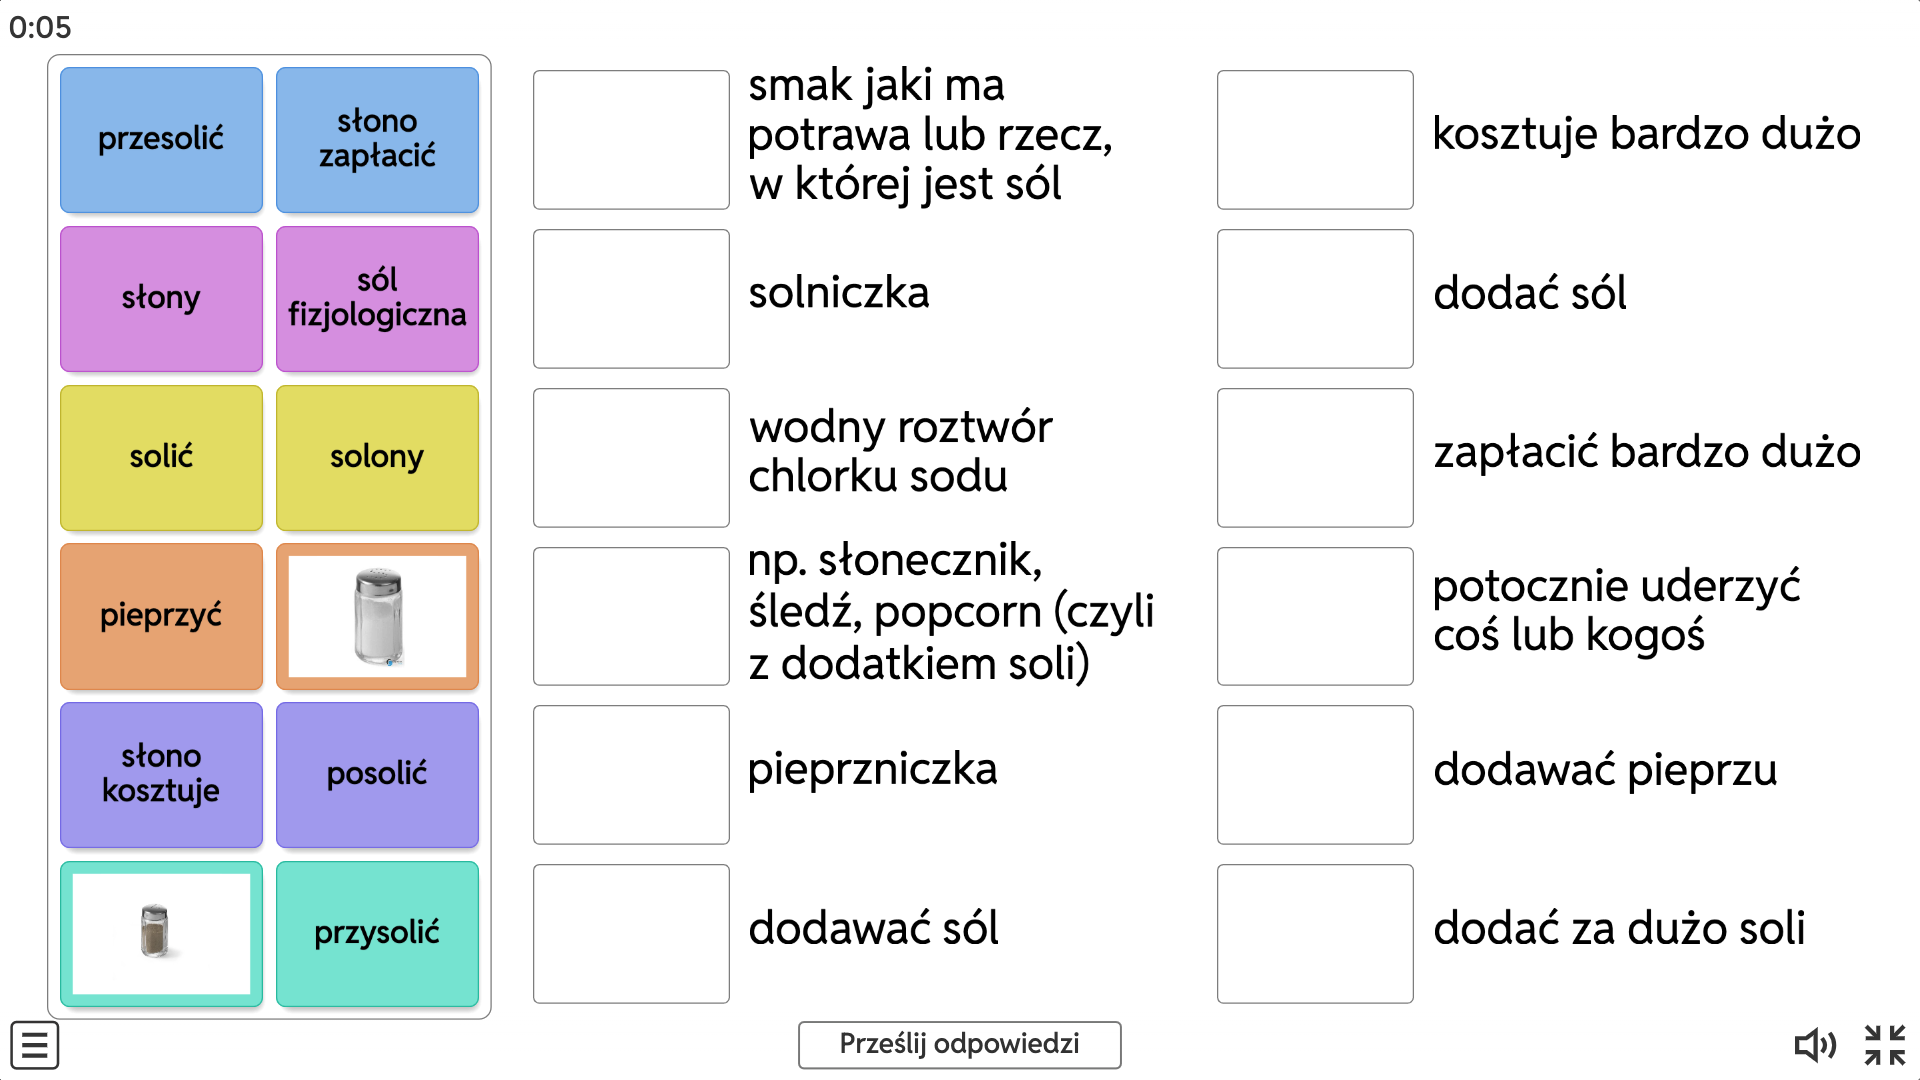 0:05
przesolić
słono
zapłacić
słony
sól
fizjologiczna
solić
solony
pieprzyć
słono
kosztuje
posolić
przysolić
smak jaki ma
potrawa lub rzecz,
w której jest sól
solniczka
wodny roztwór
chlorku sodu
np. słonecznik,
śledź, popcorn (czyli
z dodatkiem soli)
pieprzniczka
dodawać sól
kosztuje bardzo dużo
dodać sól
zapłacić bardzo dużo
potocznie uderzyć
coś lub kogoś
dodawać pieprzu
dodać za dużo soli
Prześlij odpowiedzi